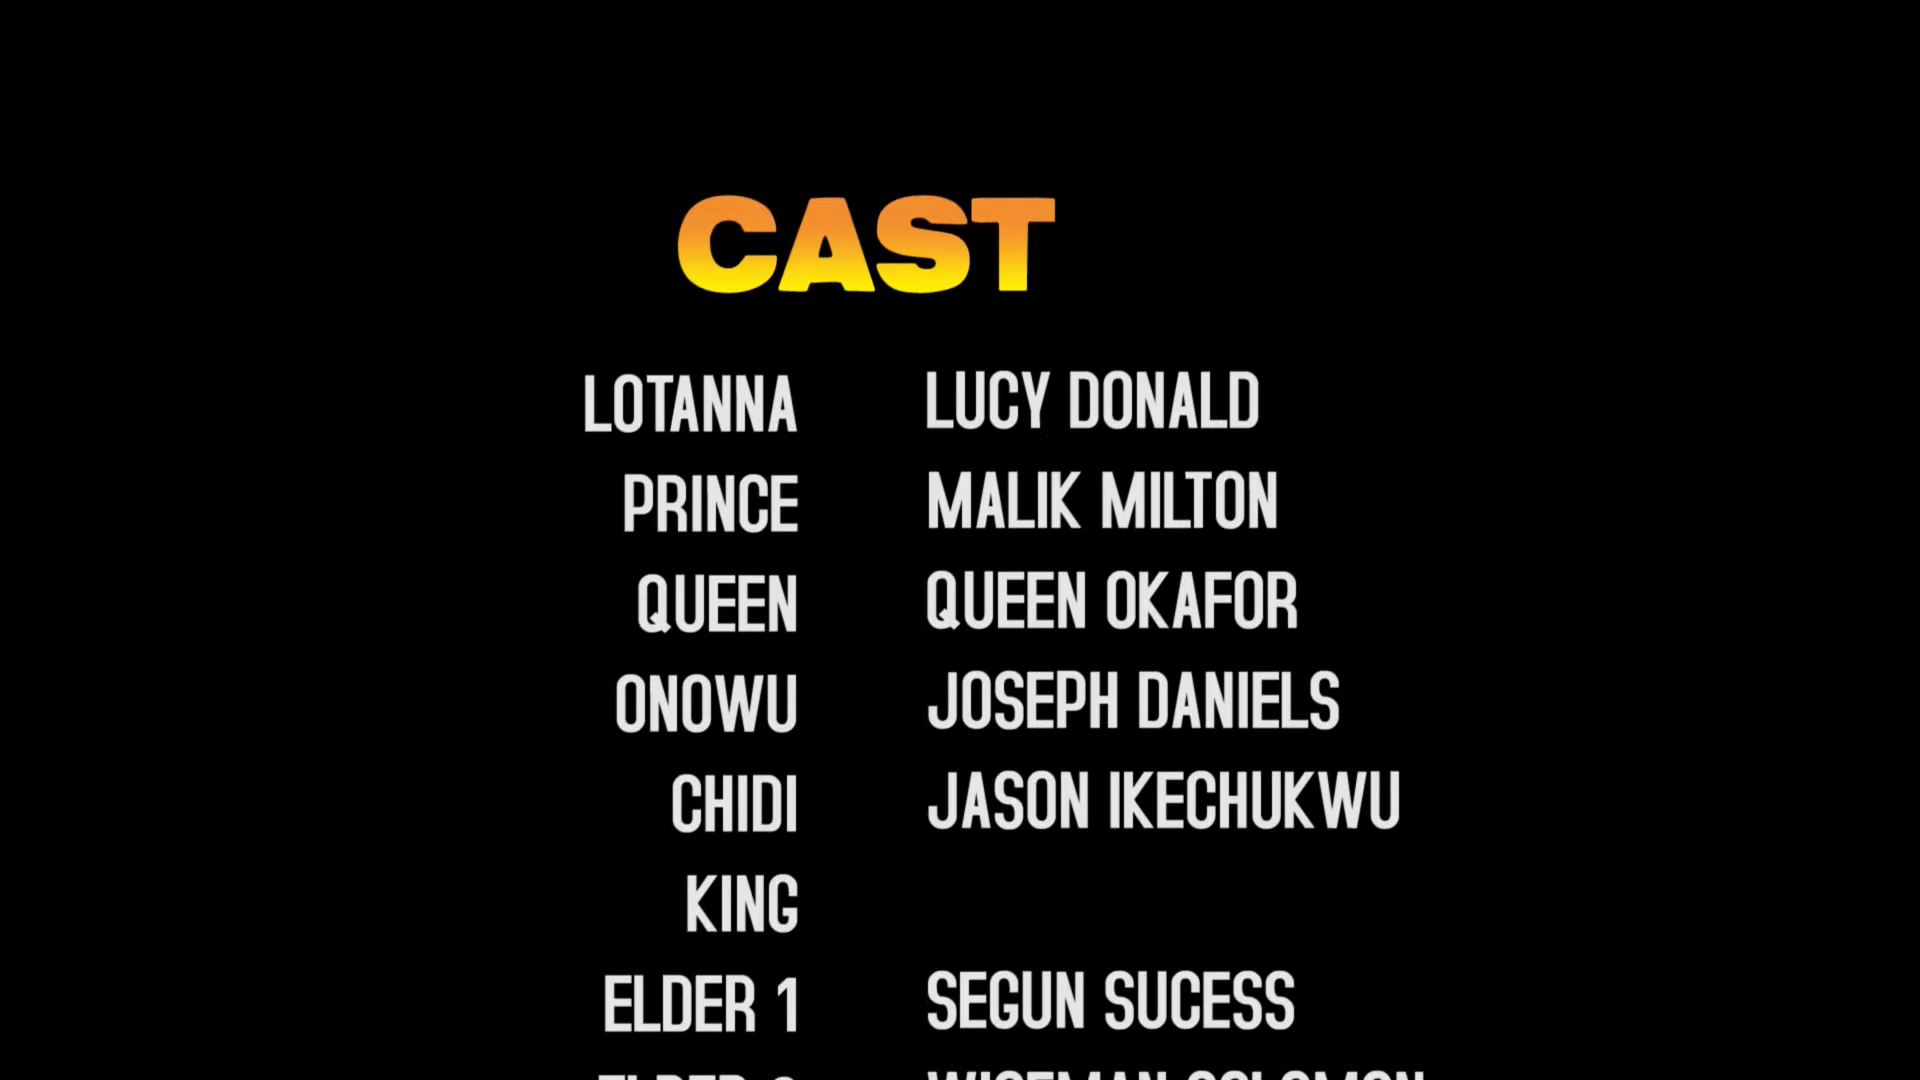 CAST
LOTANNA LUCY DONALD
PRINCE MALIK MILTON
QUEEN QUEEN OKAFOR
ONOWU JOSEPH DANIELS
CHIDI JASON IKECHUKWU
KING
ELDER 1 SEGUN SUCESS